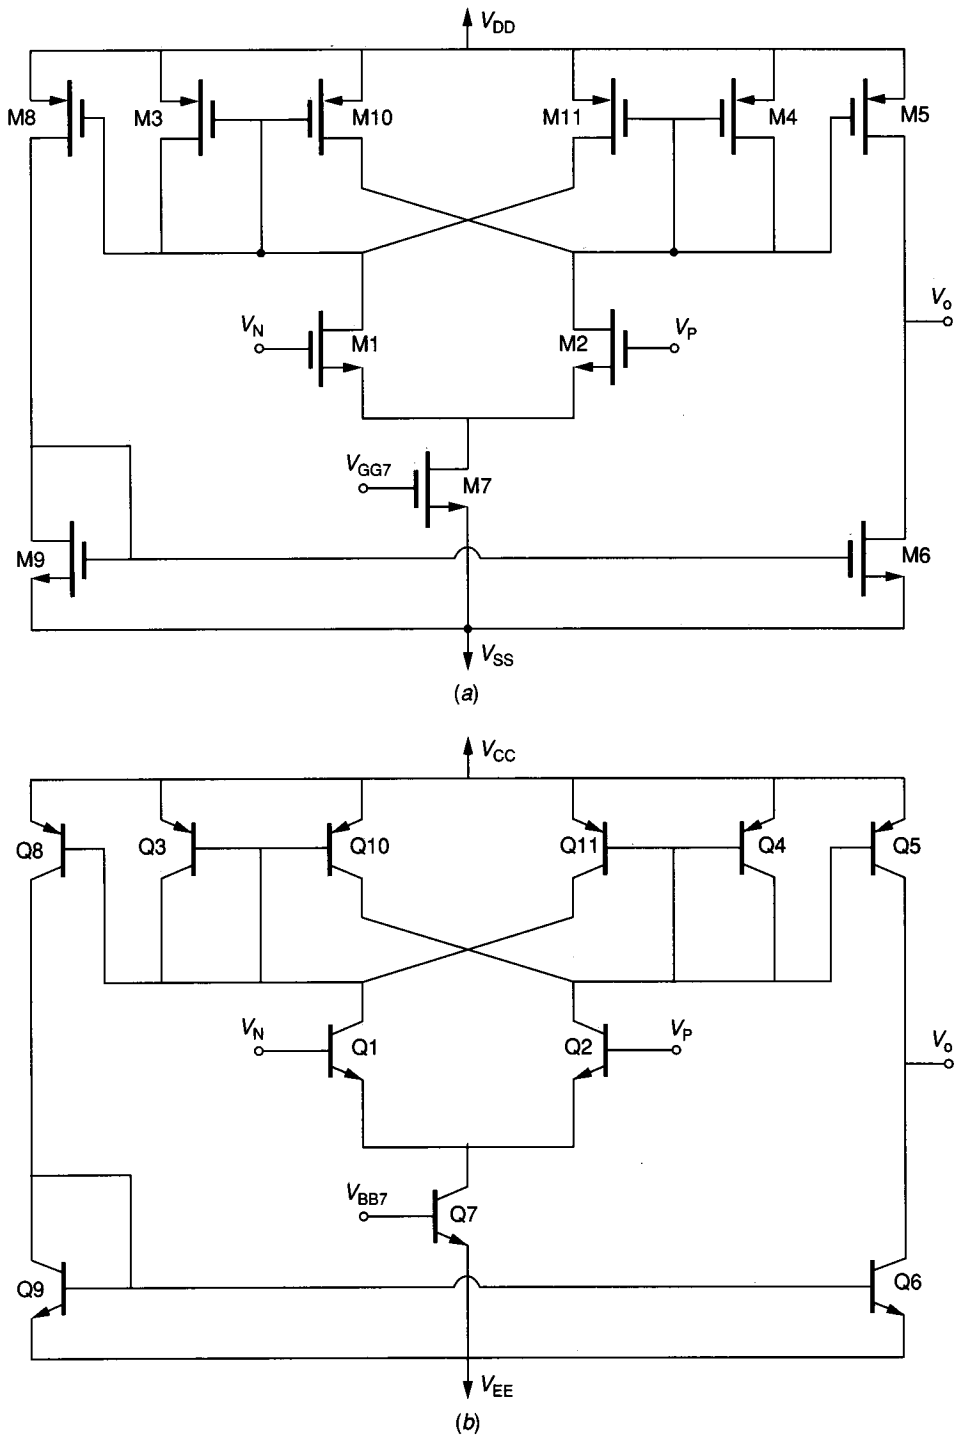 V_DD
M8 M3 M10 M11 M4 M5
V_o
V_N M1 M2 V_P
V_GG7 M7
M9 M6
V_SS
(a)
V_CC
Q8 Q3 Q10 Q11 Q4 Q5
V_N Q1 Q2 V_P V_o
V_BB7 Q7
Q9 Q6
V_EE
(b)